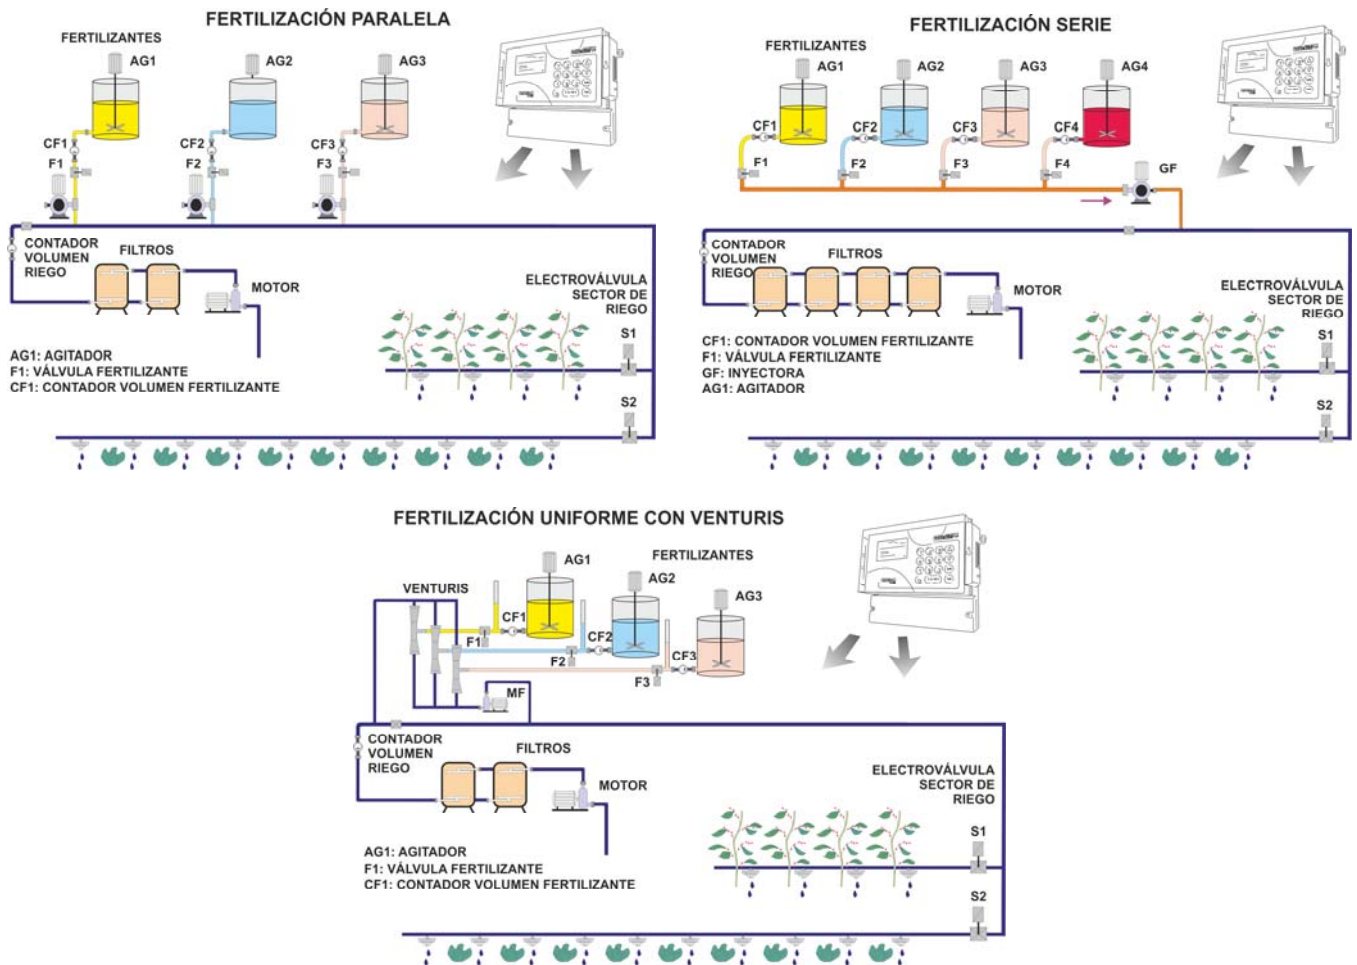 FERTILIZACIÓN PARALELA
FERTILIZANTES
AG1
AG2
AG3
CF1
CF2
CF3
F1
F2
F3
CONTADOR
VOLUMEN
RIEGO
FILTROS
MOTOR
ELECTROVÁLVULA
SECTOR DE
RIEGO
S1
S2
AG1: AGITADOR
F1: VÁLVULA FERTILIZANTE
CF1: CONTADOR VOLUMEN FERTILIZANTE
FERTILIZACIÓN SERIE
FERTILIZANTES
AG1
AG2
AG3
AG4
CF1
CF2
CF3
CF4
F1
F2
F3
F4
GF
CONTADOR
VOLUMEN
RIEGO
FILTROS
MOTOR
ELECTROVÁLVULA
SECTOR DE
RIEGO
S1
S2
CF1: CONTADOR VOLUMEN FERTILIZANTE
F1: VÁLVULA FERTILIZANTE
GF: INYECTORA
AG1: AGITADOR
FERTILIZACIÓN UNIFORME CON VENTURIS
FERTILIZANTES
AG1
AG2
AG3
VENTURIS
CF1
CF2
CF3
F1
F2
F3
MF
CONTADOR
VOLUMEN
RIEGO
FILTROS
MOTOR
ELECTROVÁLVULA
SECTOR DE
RIEGO
S1
S2
AG1: AGITADOR
F1: VÁLVULA FERTILIZANTE
CF1: CONTADOR VOLUMEN FERTILIZANTE